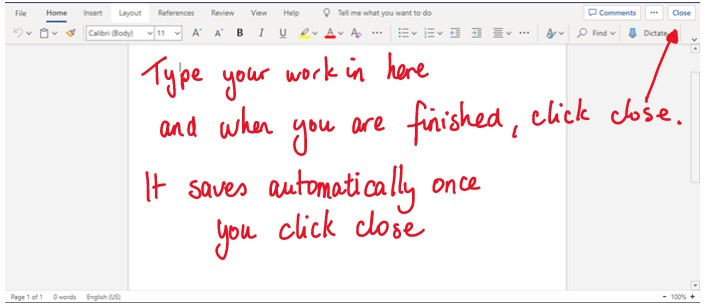 File Home Insert Layout References Review View Help Tell me what you want to do Comments ... Close
Calibri (Body) 11 A A B I U A A ... Find Dictate
Type your work in here
and when you are finished, click close.
It saves automatically once
you click close
Page 1 of 1 0 words English (US) - 100% +